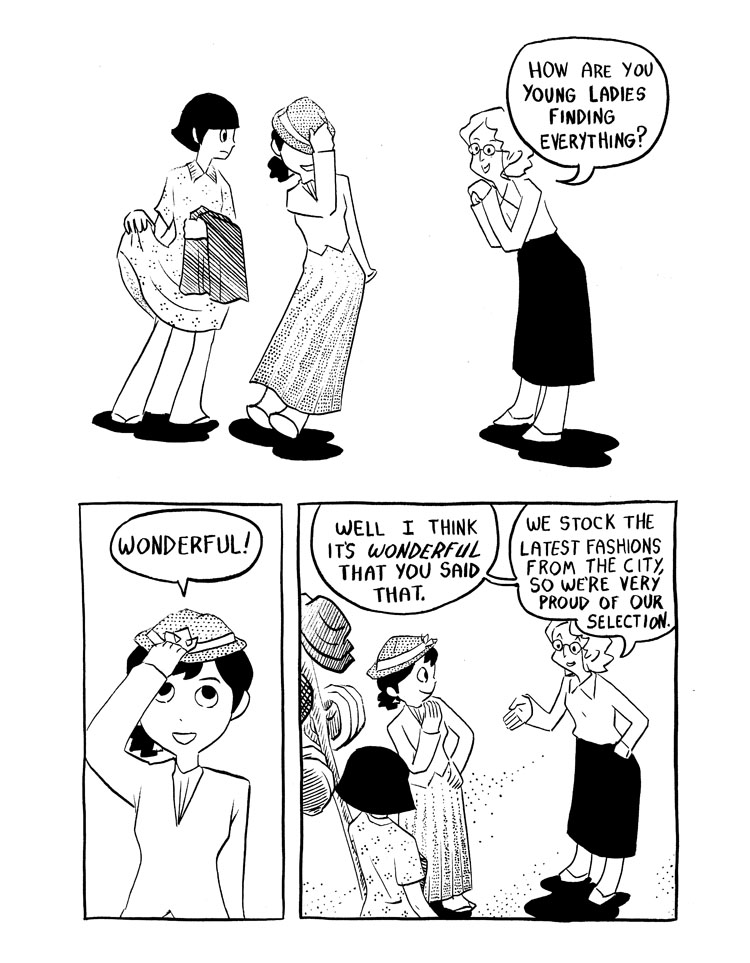 HOW ARE YOU
YOUNG LADIES
FINDING
EVERYTHING?
WONDERFUL!
WELL I THINK
IT'S WONDERFUL
THAT YOU SAID
THAT.
WE STOCK THE
LATEST FASHIONS
FROM THE CITY,
SO WE'RE VERY
PROUD OF OUR
SELECTION.